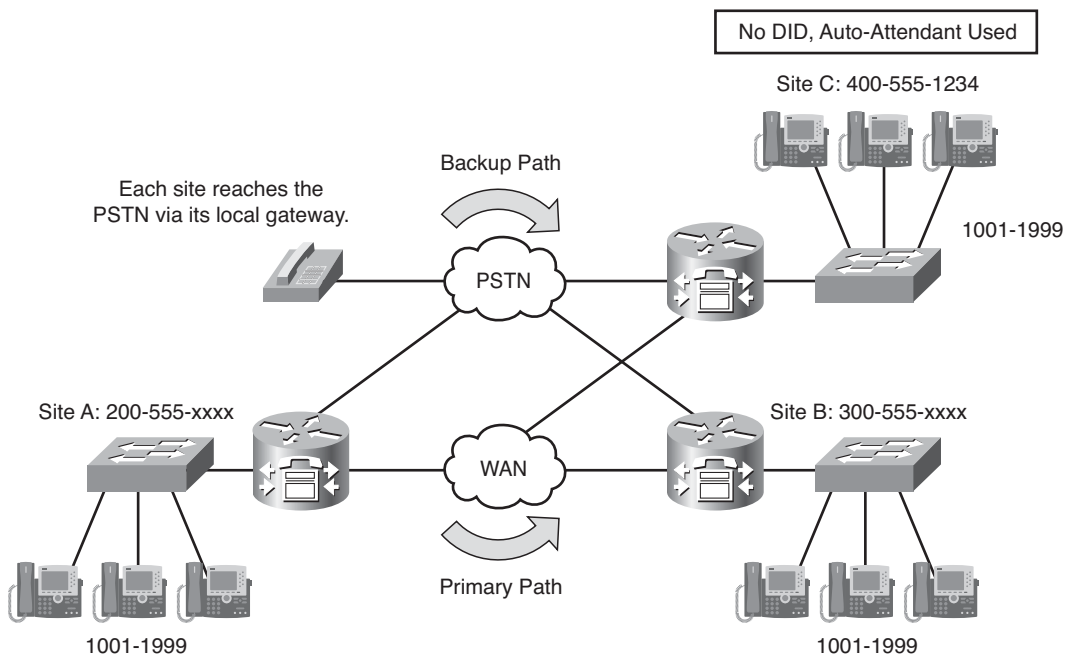 No DID, Auto-Attendant Used
Site C: 400-555-1234
Backup Path
Each site reaches the
PSTN via its local gateway.
1001-1999
PSTN
Site A: 200-555-xxxx
Site B: 300-555-xxxx
WAN
Primary Path
1001-1999
1001-1999